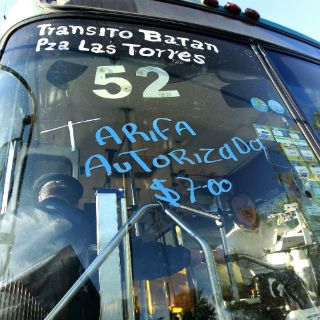 Transito Batan
Pza Las Torres
52
TARIFA
AUTORIZADA
$7.00